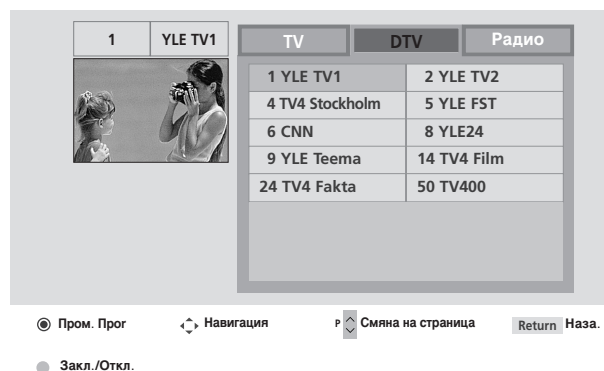 1 YLE TV1
TV DTV Радио
1 YLE TV1 2 YLE TV2
4 TV4 Stockholm 5 YLE FST
6 CNN 8 YLE24
9 YLE Teema 14 TV4 Film
24 TV4 Fakta 50 TV400
Пром. Прог Навигация P Смяна на страница Return Наза.
Закл./Откл.